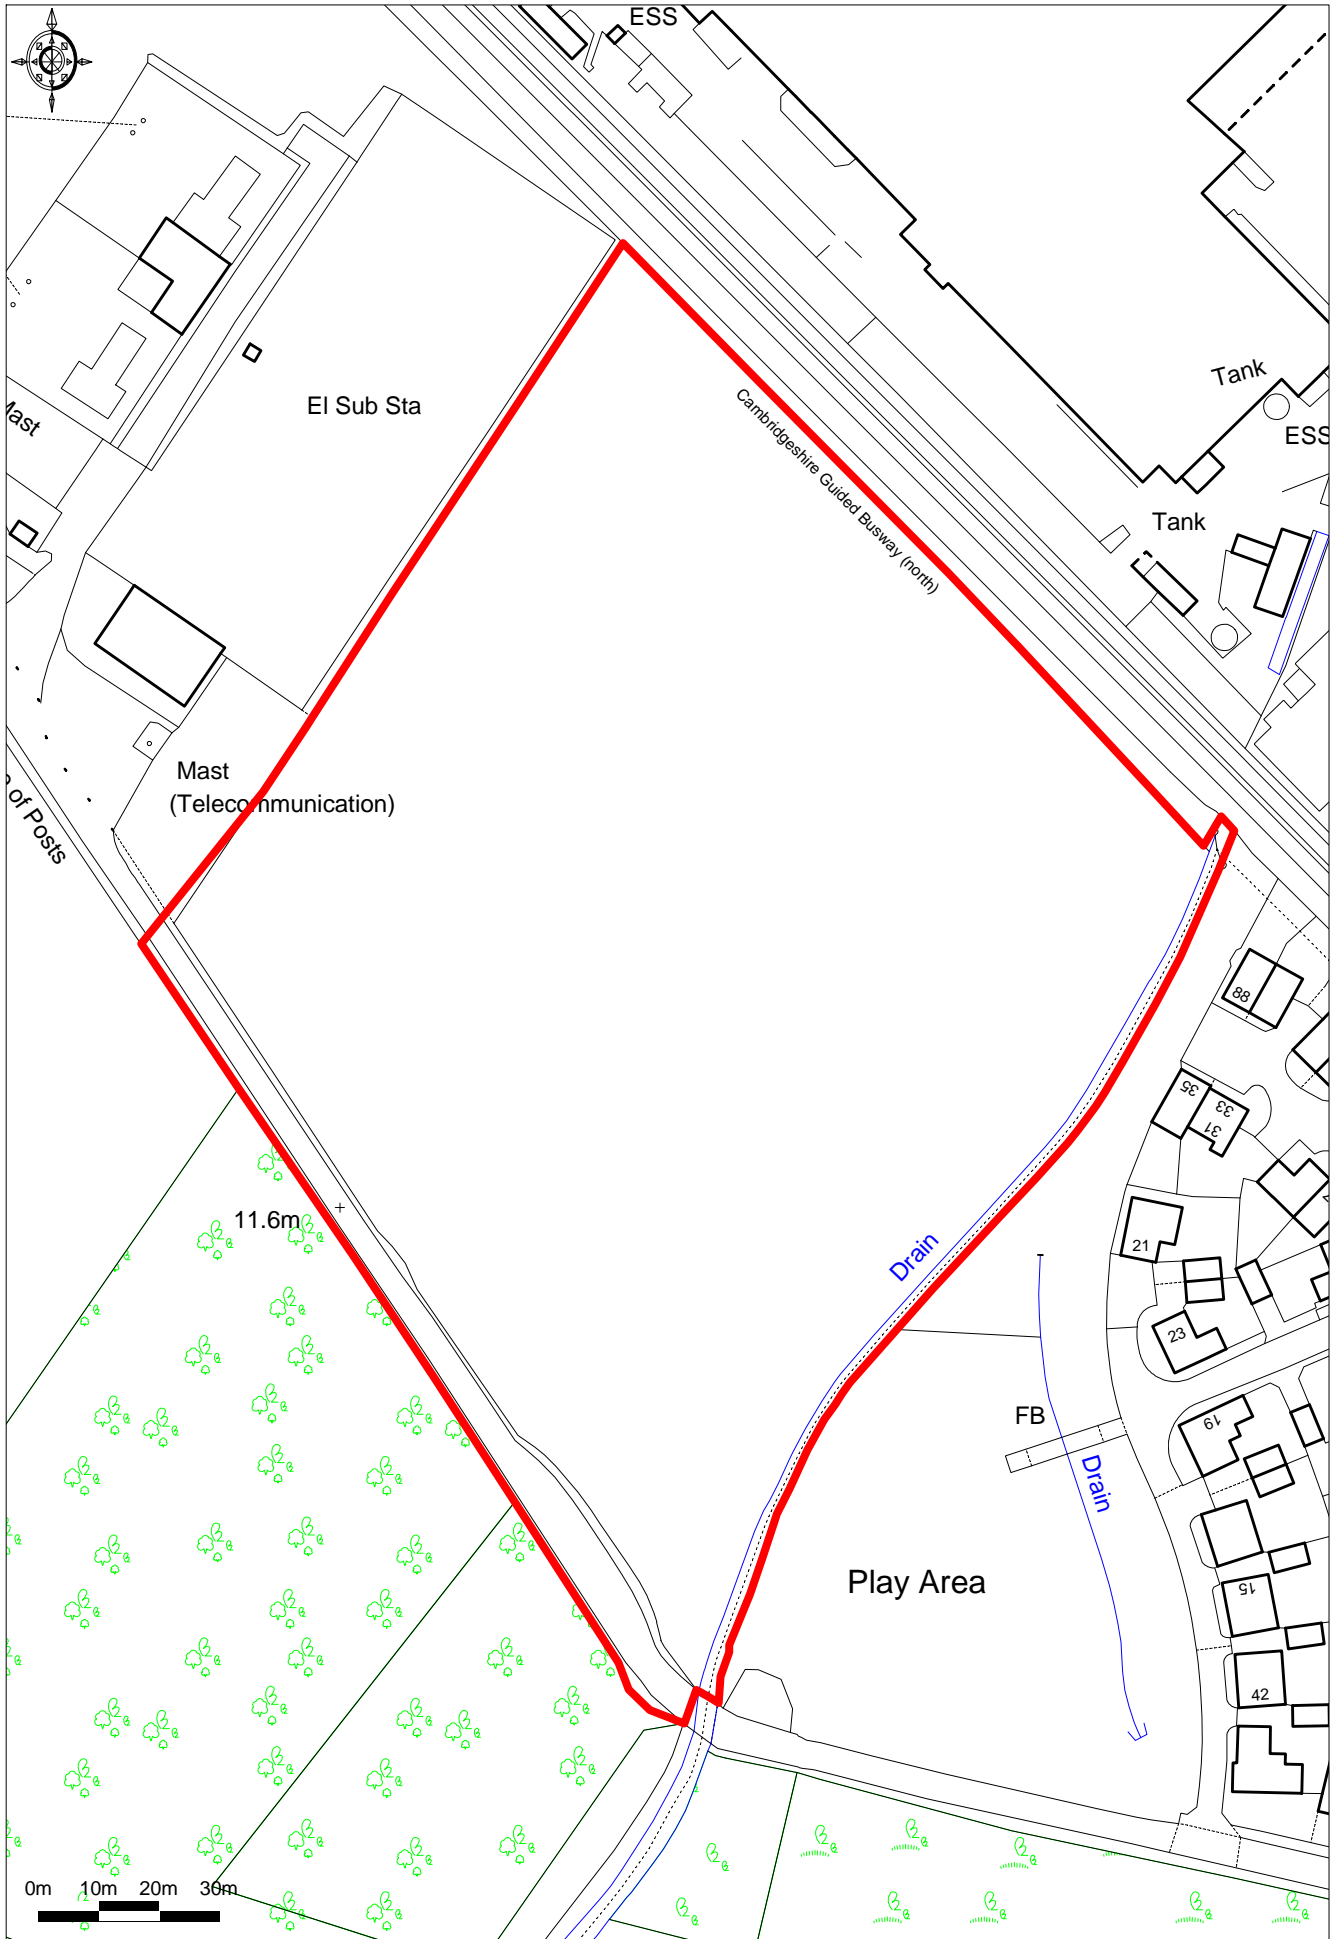 ESS
Tank
Mast
El Sub Sta
ESS
Cambridgeshire Guided Busway (north)
Tank
Mast
(Telecommunication)
of Posts
88
35
33
31
11.6m
21
Drain
23
FB
19
Drain
Play Area
15
42
0m 10m 20m 30m